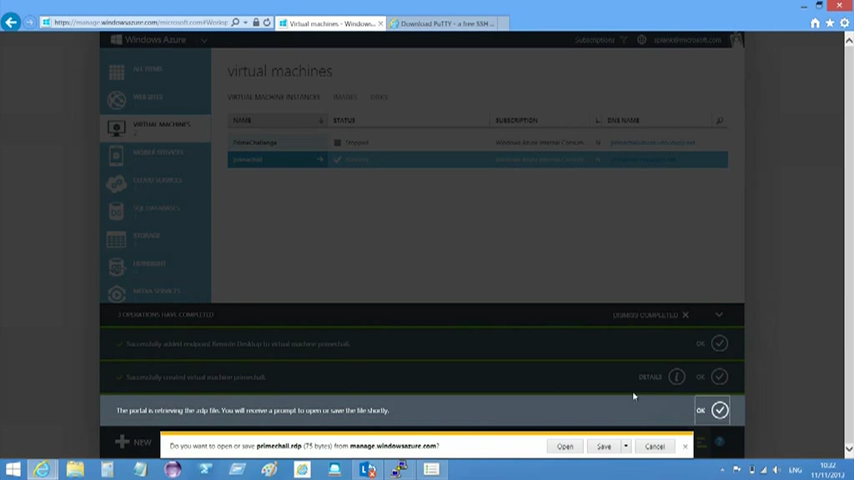 https://manage.windowsazure.com/microsoft.com#Workspa
Virtual machines - Windows...
Download PuTTY - a free SSH ...
Windows Azure
Subscriptions
ALL ITEMS
WEB SITES
VIRTUAL MACHINES
MOBILE SERVICES
CLOUD SERVICES
SQL DATABASES
STORAGE
HDINSIGHT
MEDIA SERVICES
virtual machines
VIRTUAL MACHINE INSTANCES IMAGES DISKS
NAME STATUS SUBSCRIPTION L. DNS NAME
Stopped
primechall
3 OPERATIONS HAVE COMPLETED DISMISS COMPLETED
Successfully added endpoint Remote Desktop to virtual machine primechall. OK
Successfully created virtual machine primechall. DETAILS OK
The portal is retrieving the .rdp file. You will receive a prompt to open or save the file shortly. OK
NEW
Do you want to open or save primechall.rdp (75 bytes) from manage.windowsazure.com? Open Save Cancel
ENG
10:22
11/11/2013